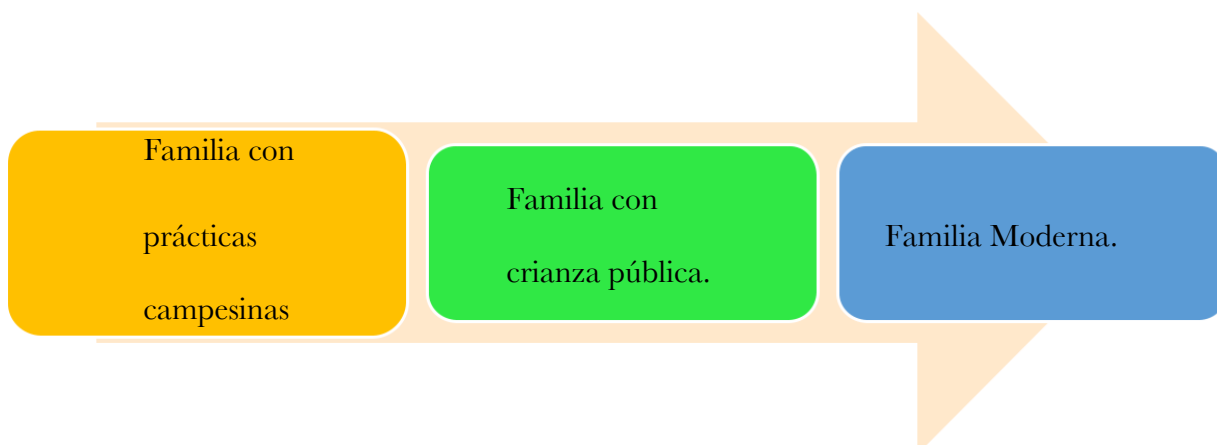 Familia con
prácticas
campesinas
Familia con
crianza pública.
Familia Moderna.